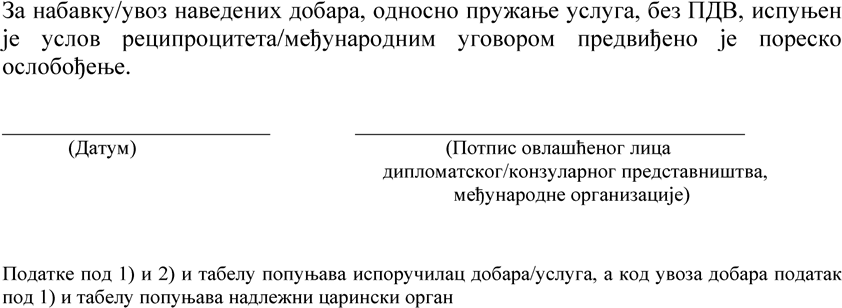 За набавку/увоз наведених добара, односно пружање услуга, без ПДВ, испуњен
је услов реципроцитета/међународним уговором предвиђено је пореско
ослобођење.
(Датум)
(Потпис овлашћеног лица
дипломатског/конзуларног представништва,
међународне организације)
Податке под 1) и 2) и табелу попуњава испоручилац добара/услуга, а код увоза добара податак
под 1) и табелу попуњава надлежни царински орган